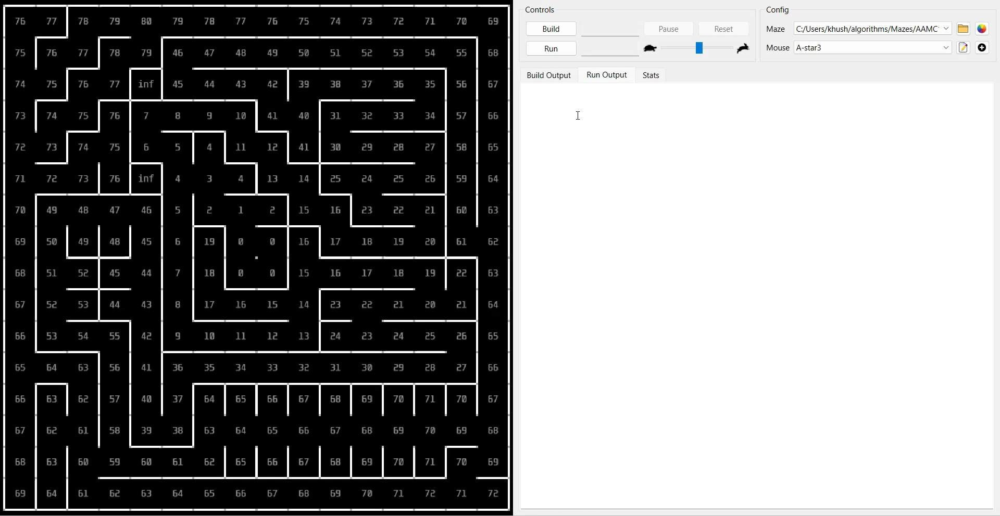 76 77 78 79 80 79 78 77 76 75 74 73 72 71 70 69
75 76 77 78 79 46 47 48 49 50 51 52 53 54 55 68
74 75 76 77 inf 45 44 43 42 39 38 37 36 35 56 67
73 74 75 76 7 8 9 10 41 40 31 32 33 34 57 66
72 73 74 75 6 5 4 11 12 41 30 29 28 27 58 65
71 72 73 76 inf 4 3 4 13 14 25 24 25 26 59 64
70 49 48 47 46 5 2 1 2 15 16 23 22 21 60 63
69 50 49 48 45 6 19 0 0 16 17 18 19 20 61 62
68 51 52 45 44 7 18 0 0 15 16 17 18 19 22 63
67 52 53 44 43 8 17 16 15 14 23 22 21 20 21 64
66 53 54 55 42 9 10 11 12 13 24 23 24 25 26 65
65 64 63 56 41 36 35 34 33 32 31 30 29 28 27 66
66 63 62 57 40 37 64 65 66 67 68 69 70 71 70 67
67 62 61 58 39 38 63 64 65 66 67 68 69 70 69 68
68 63 60 59 60 61 62 65 66 67 68 69 70 71 70 69
69 64 61 62 63 64 65 66 67 68 69 70 71 72 71 72
Controls
Build
Pause
Reset
Run
Config
Maze C:/Users/khush/algorithms/Mazes/AAMC
Mouse A-star3
Build Output Run Output Stats